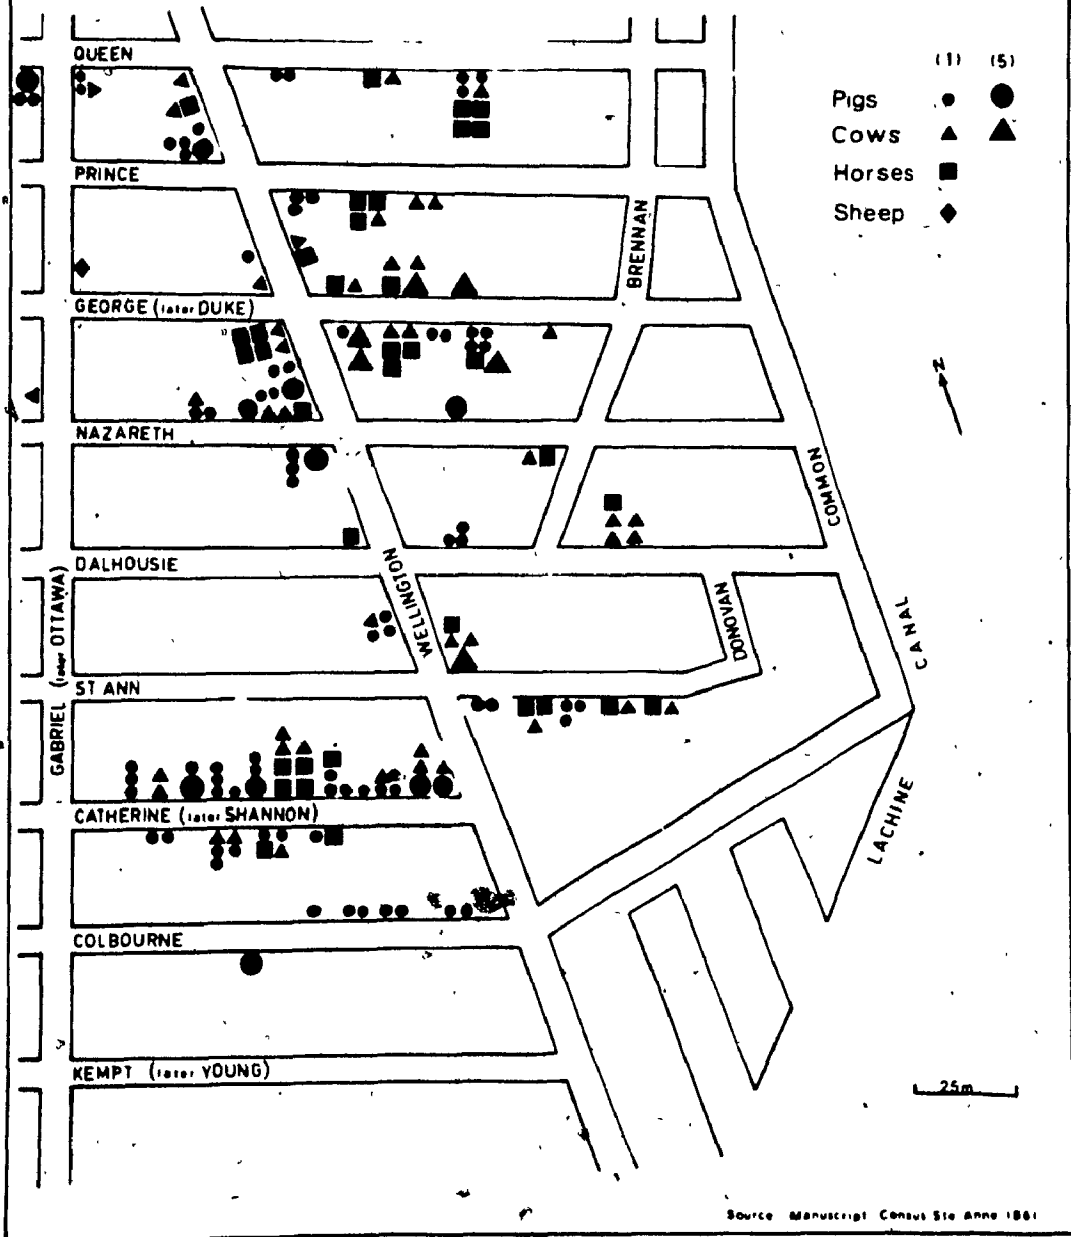 QUEEN
(1) (5)
Pigs
Cows
Horses
Sheep
PRINCE
BRENNAN
GEORGE (later DUKE)
N
NAZARETH
COMMON
DALHOUSIE
WELLINGTON
DONOVAN
CANAL
ST ANN
GABRIEL (later OTTAWA)
LACHINE
CATHERINE (later SHANNON)
COLBOURNE
KEMPT (later YOUNG)
25m
Source Manuscript Census Ste Anne 1861